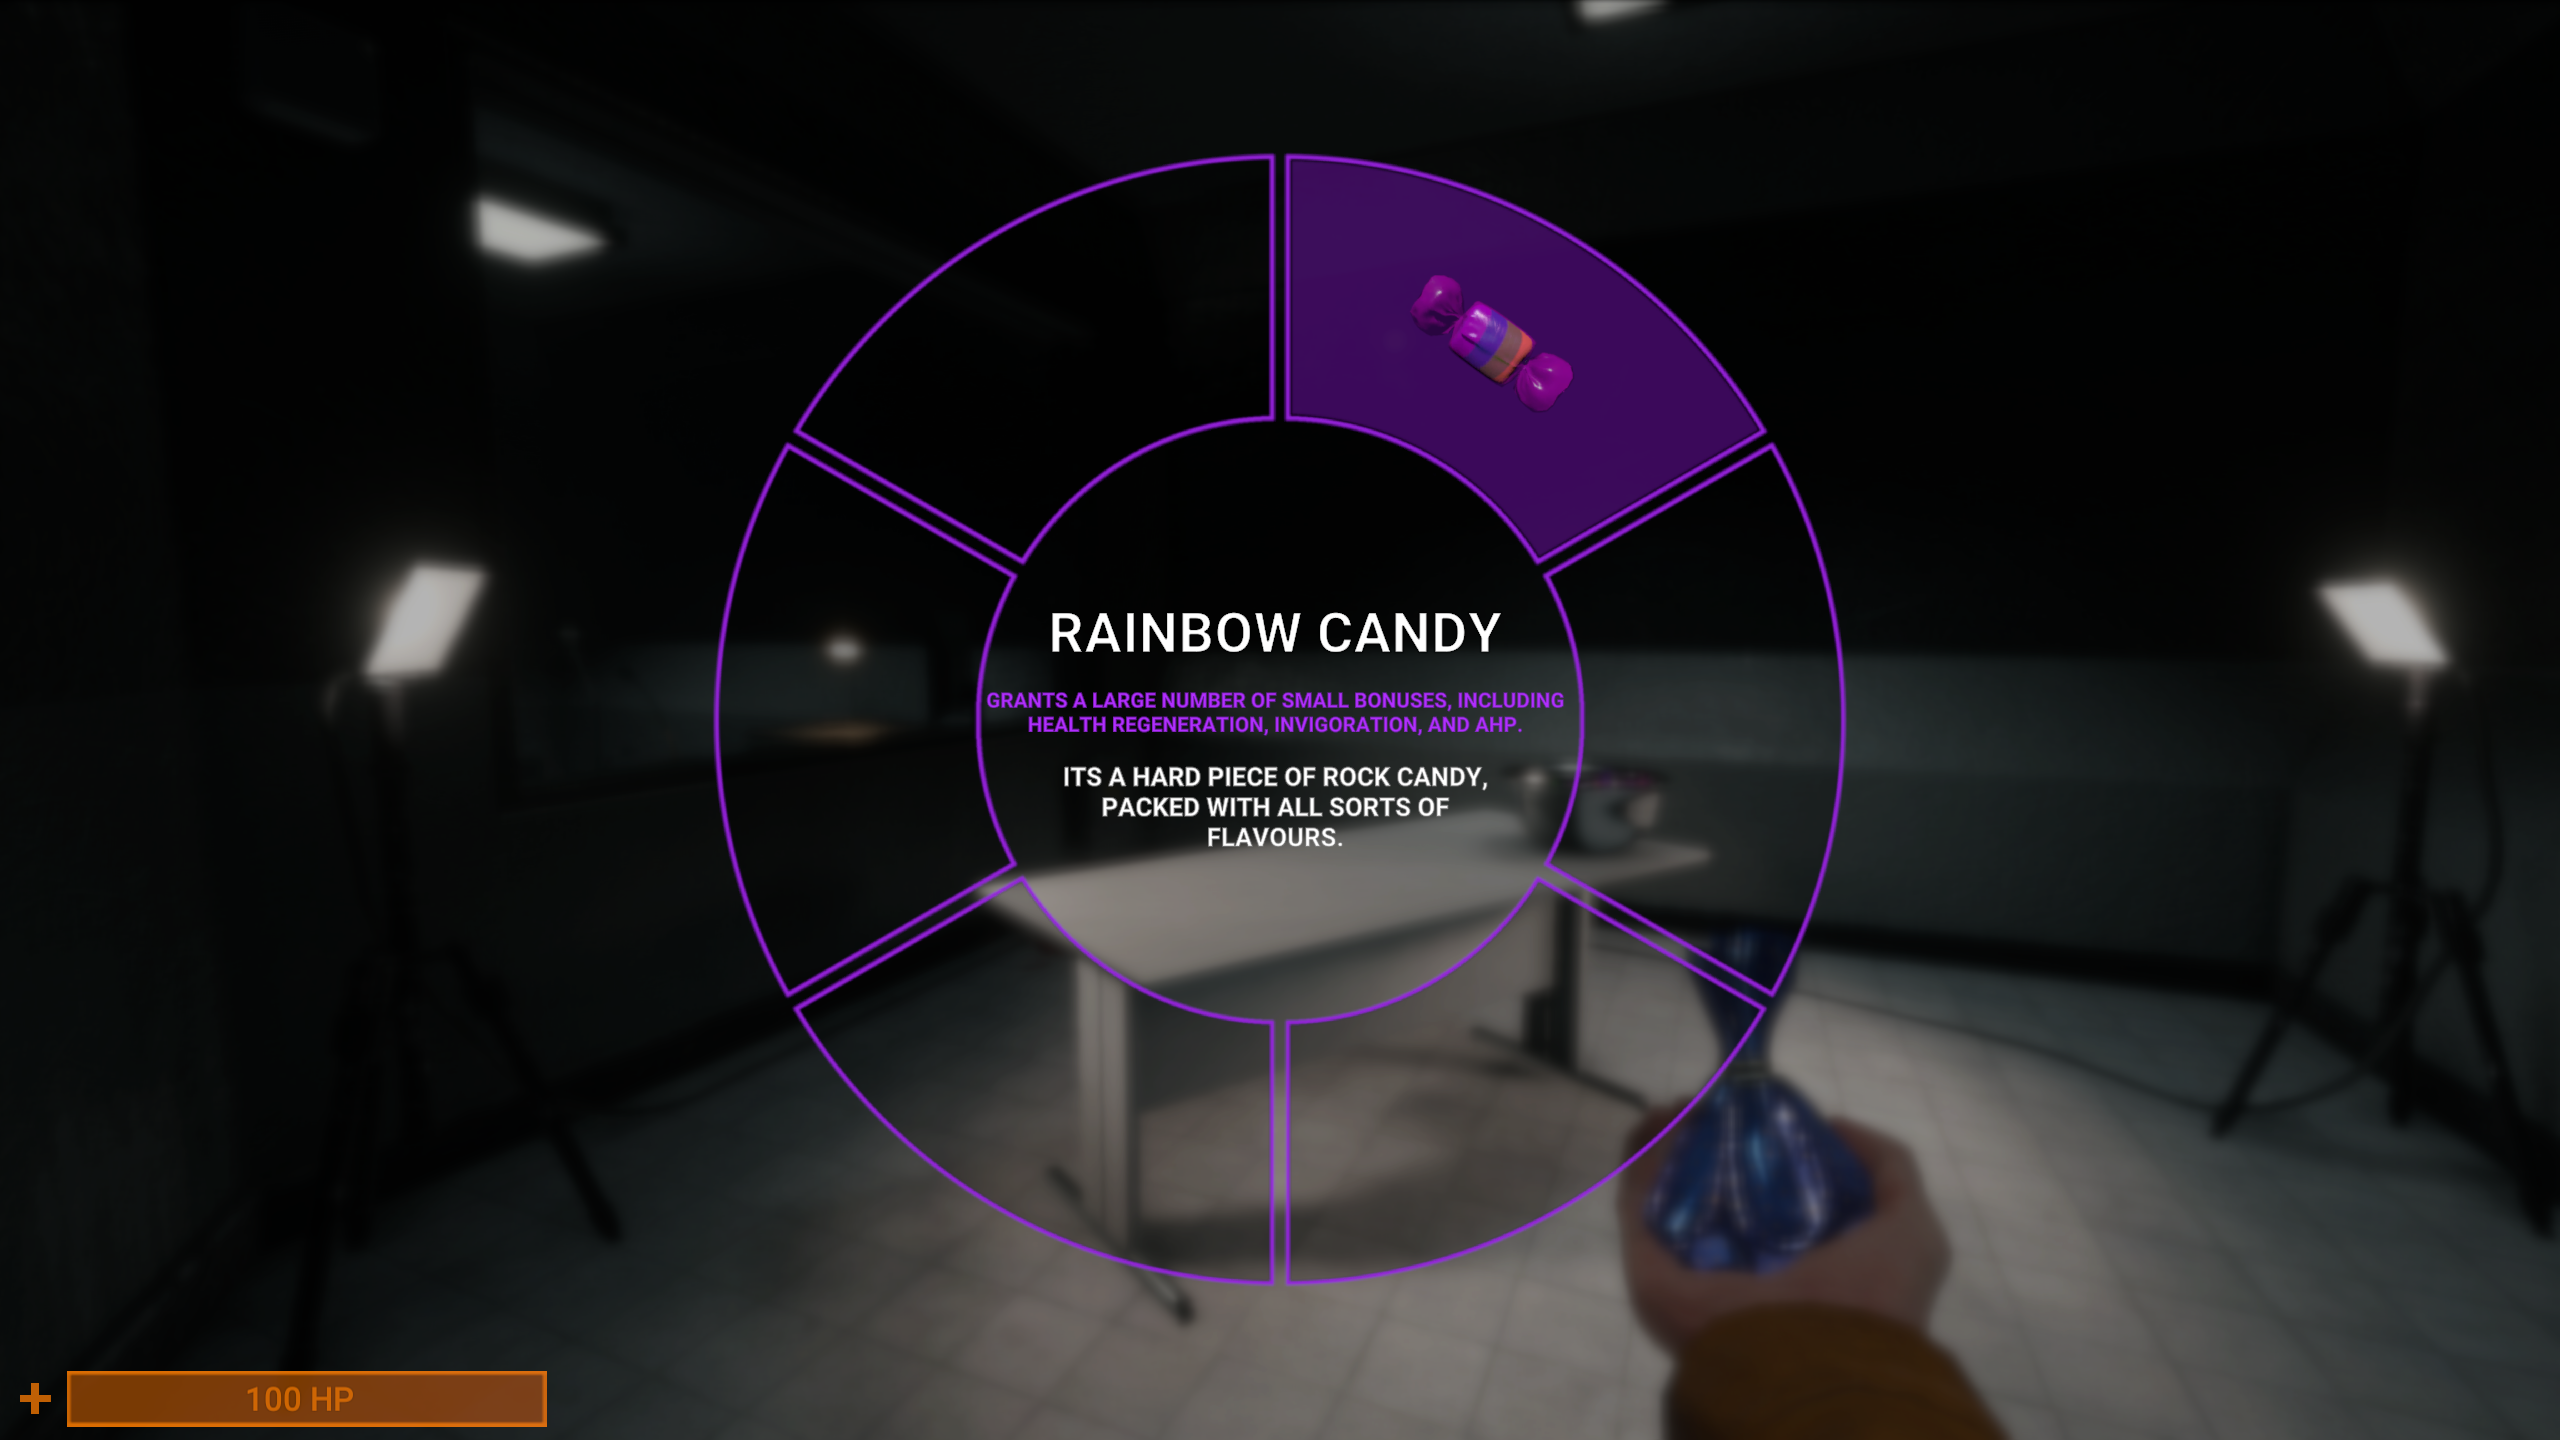 RAINBOW CANDY
GRANTS A LARGE NUMBER OF SMALL BONUSES, INCLUDING
HEALTH REGENERATION, INVIGORATION, AND AHP.
ITS A HARD PIECE OF ROCK CANDY,
PACKED WITH ALL SORTS OF
FLAVOURS.
100 HP